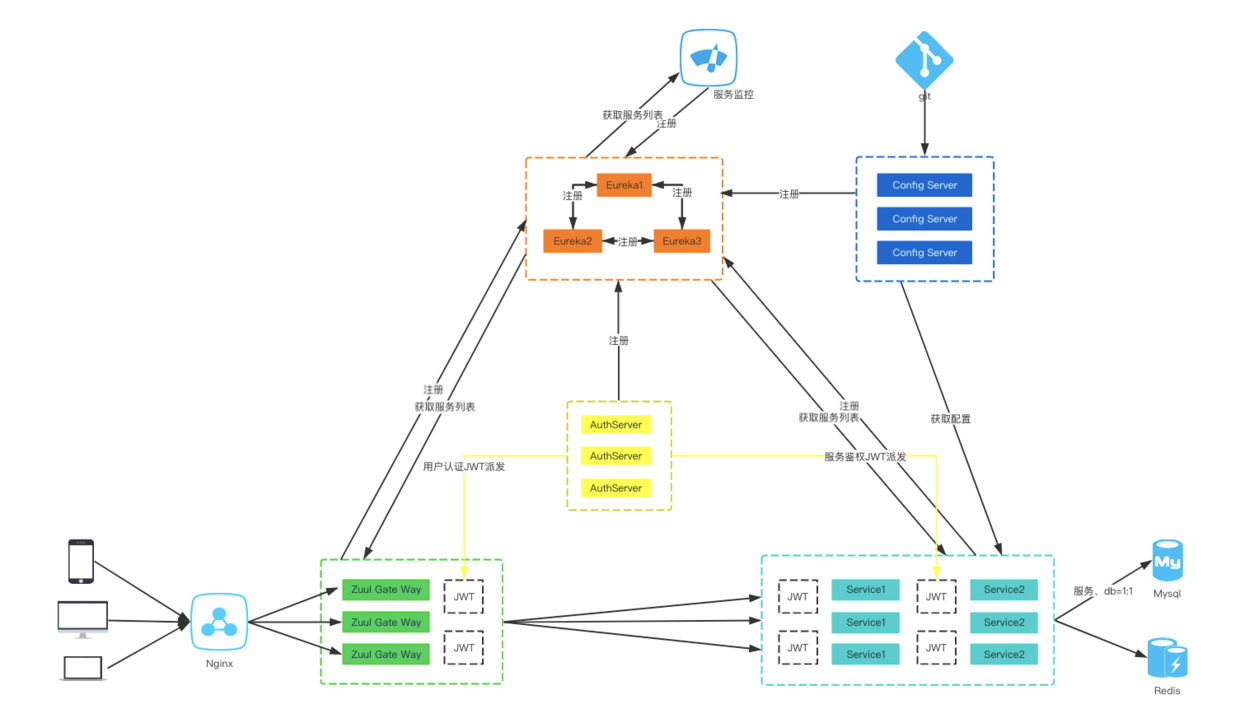 服务监控
git
获取服务列表
注册
Eureka1
注册
注册
Eureka2
注册
Eureka3
注册
Config Server
Config Server
Config Server
注册
注册
获取服务列表
注册
获取服务列表
获取配置
AuthServer
AuthServer
AuthServer
用户认证JWT派发
服务鉴权JWT派发
Nginx
Zuul Gate Way
Zuul Gate Way
Zuul Gate Way
JWT
JWT
JWT
JWT
Service1
Service1
Service1
JWT
JWT
Service2
Service2
Service2
服务、db=1:1
My
Mysql
Redis